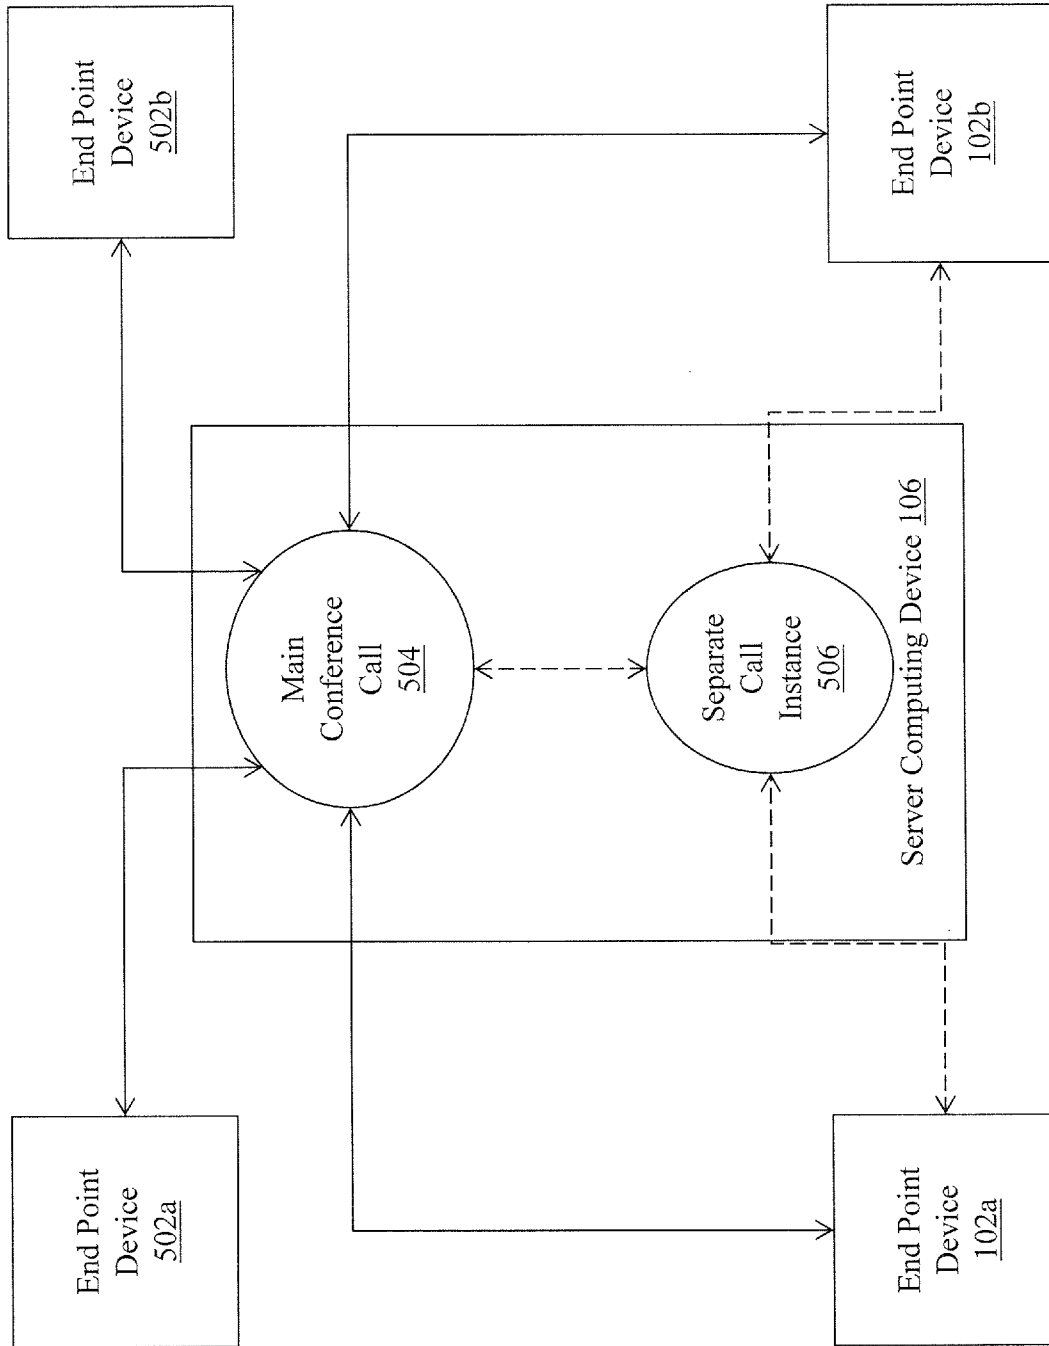 End Point
Device
502a
End Point
Device
502b
Main
Conference
Call
504
Separate
Call
Instance
506
Server Computing Device 106
End Point
Device
102a
End Point
Device
102b